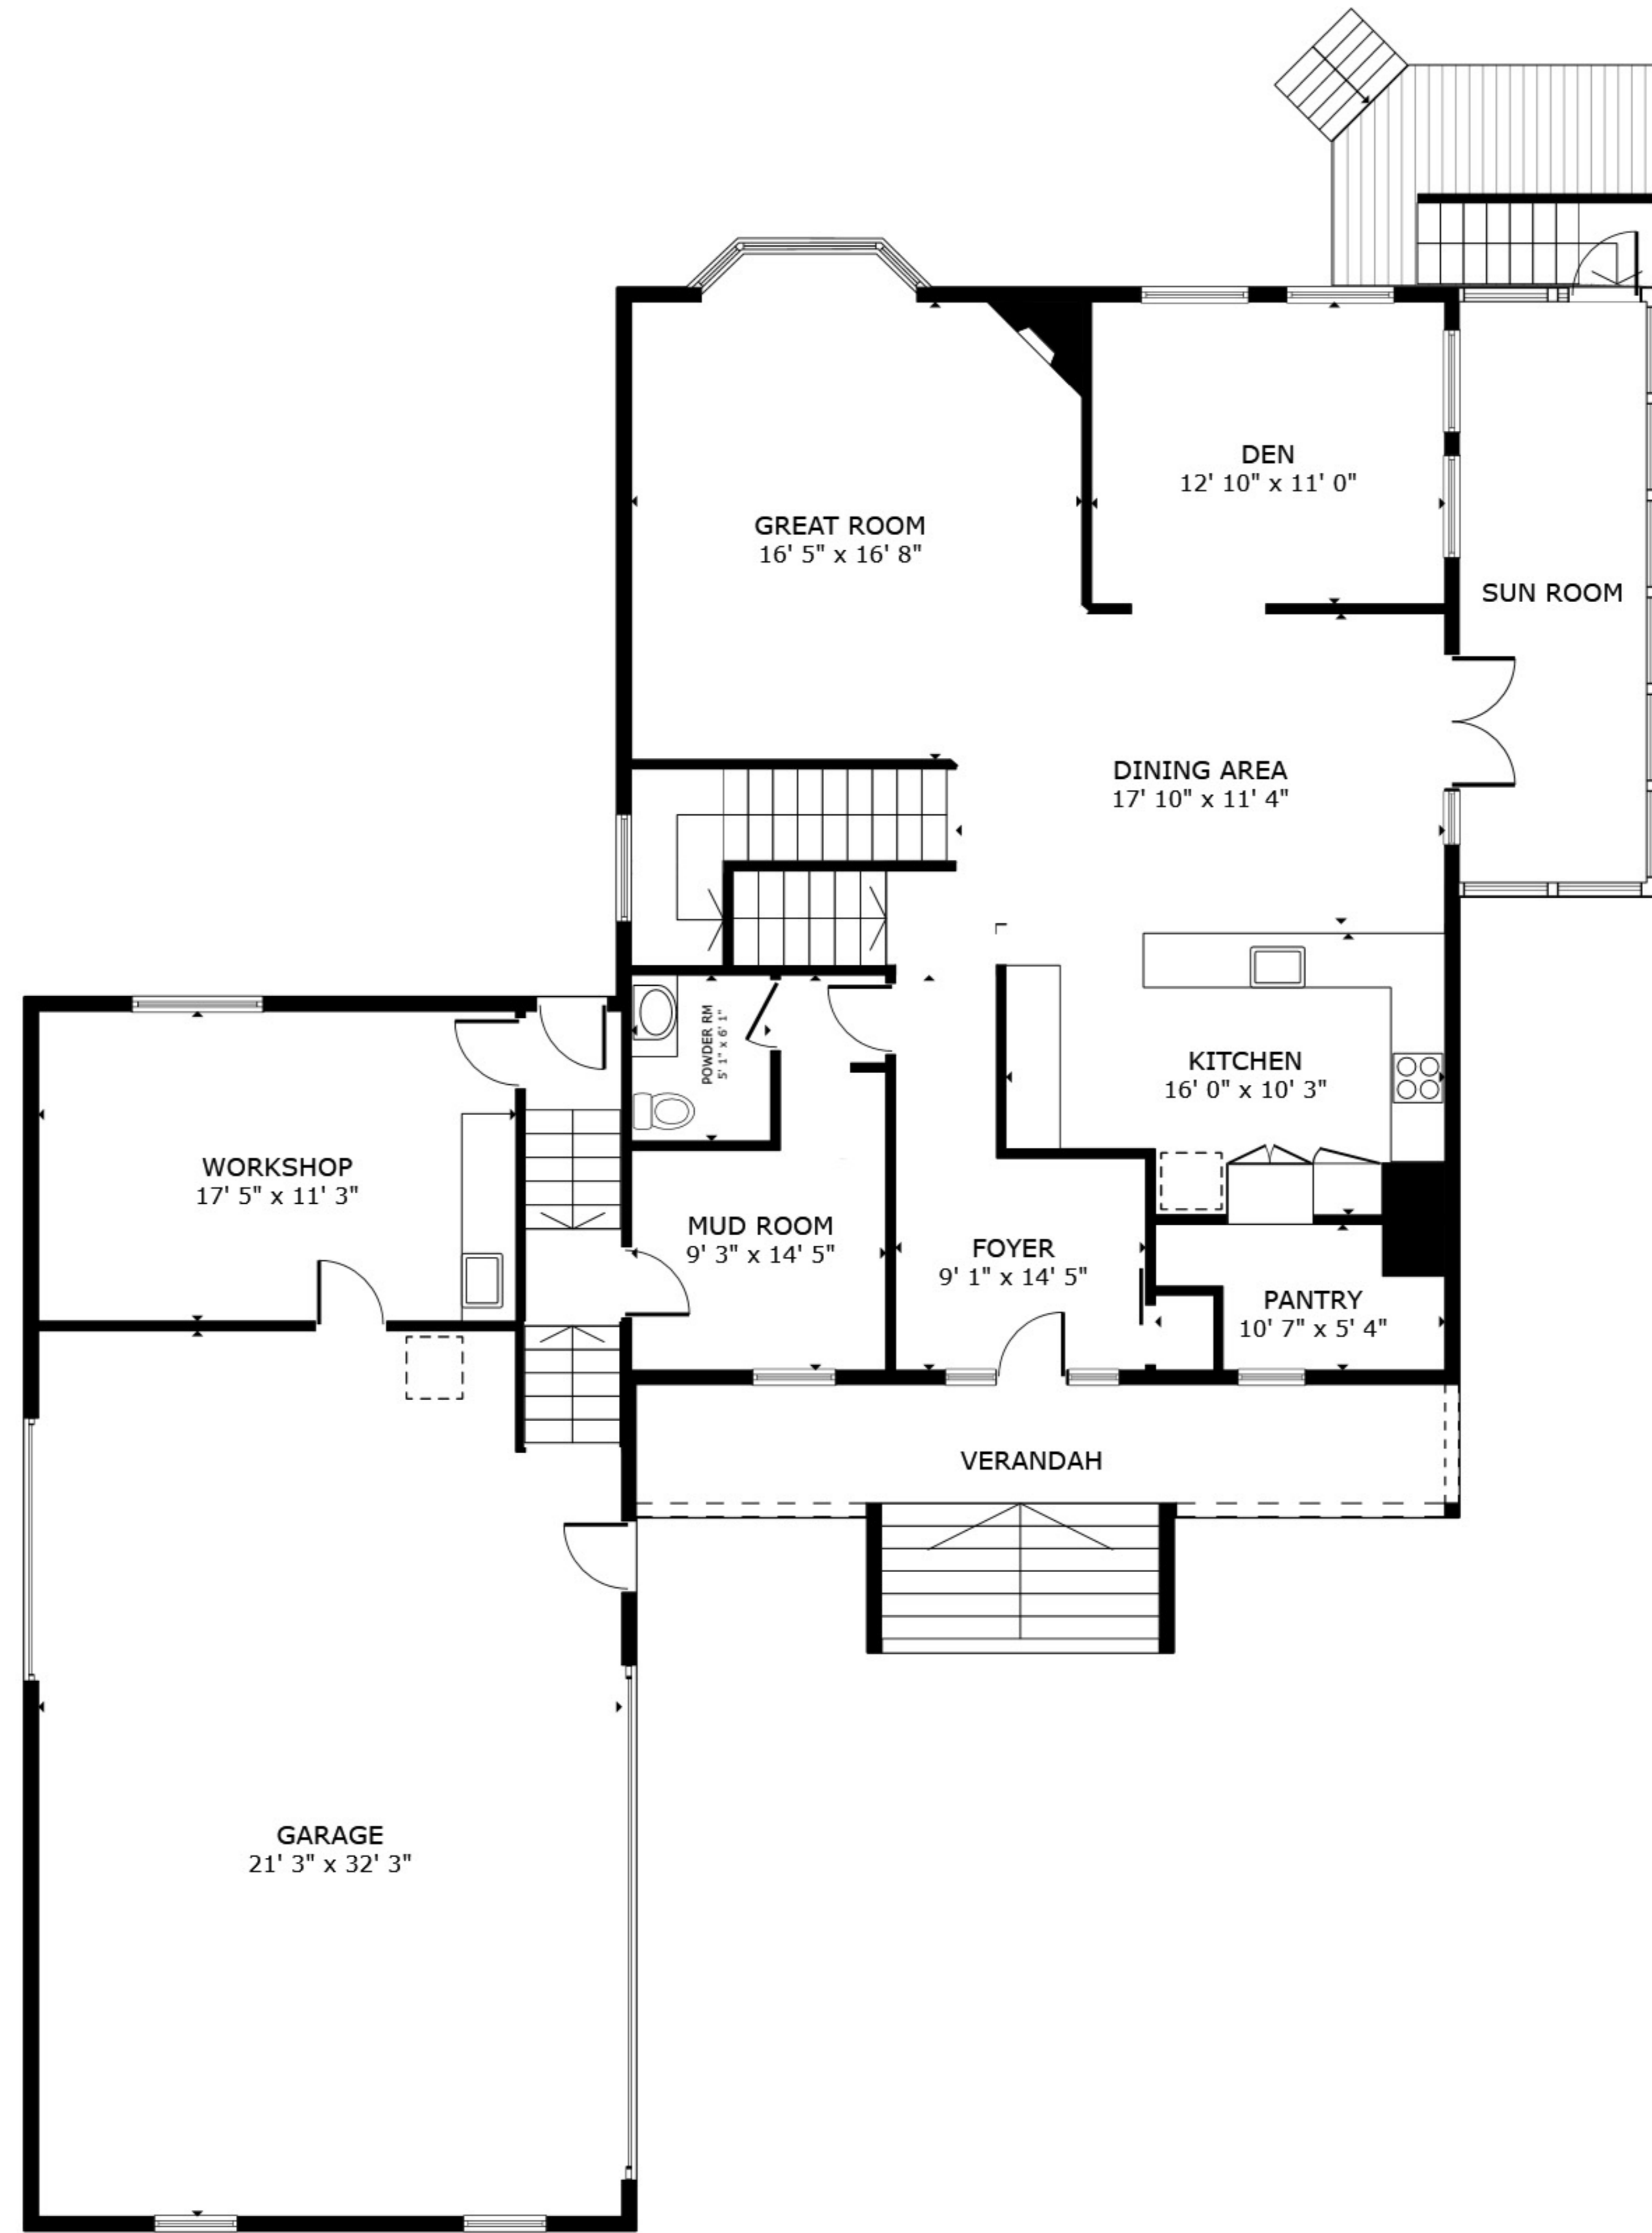 DEN
12' 10" x 11' 0"
GREAT ROOM
16' 5" x 16' 8"
SUN ROOM
DINING AREA
17' 10" x 11' 4"
POWDER RM
5' 1" x 6' 1"
KITCHEN
16' 0" x 10' 3"
WORKSHOP
17' 5" x 11' 3"
MUD ROOM
9' 3" x 14' 5"
FOYER
9' 1" x 14' 5"
PANTRY
10' 7" x 5' 4"
VERANDAH
GARAGE
21' 3" x 32' 3"